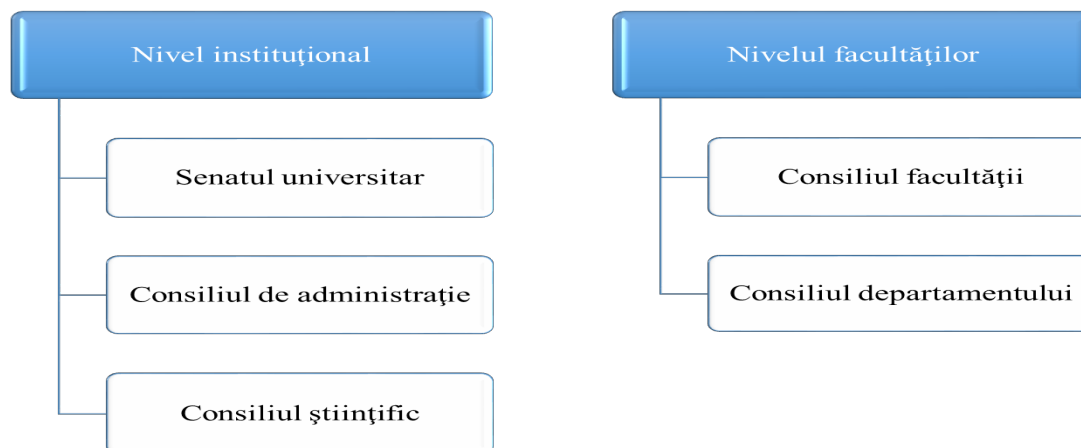 Nivel instituţional
Senatul universitar
Consiliul de administraţie
Consiliul ştiinţific
Nivelul facultăţilor
Consiliul facultăţii
Consiliul departamentului